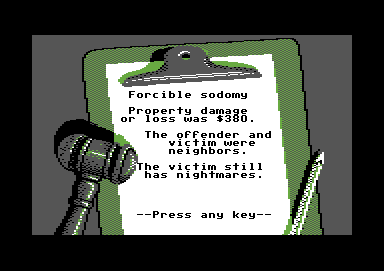 Forcible sodomy
Property damage
or loss was $380.
The offender and
victim were
neighbors.
The victim still
has nightmares.
--Press any key--